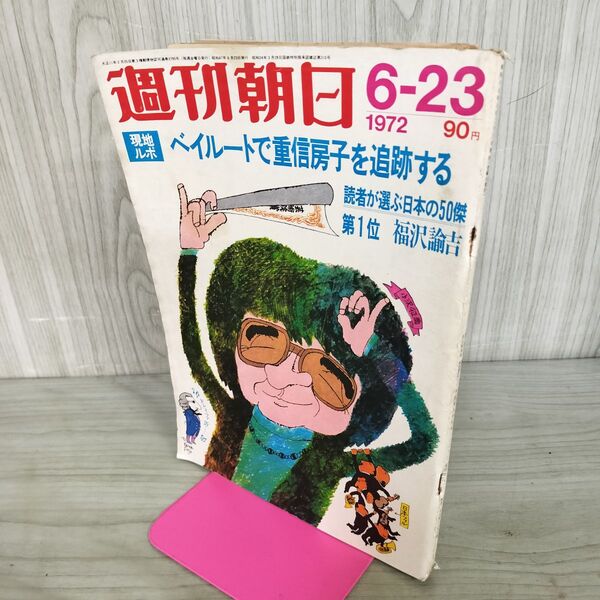 週刊朝日
6-23
1972 90円
現地ルポ ベイルートで重信房子を追跡する
読者が選ぶ日本の50傑
第1位 福沢諭吉